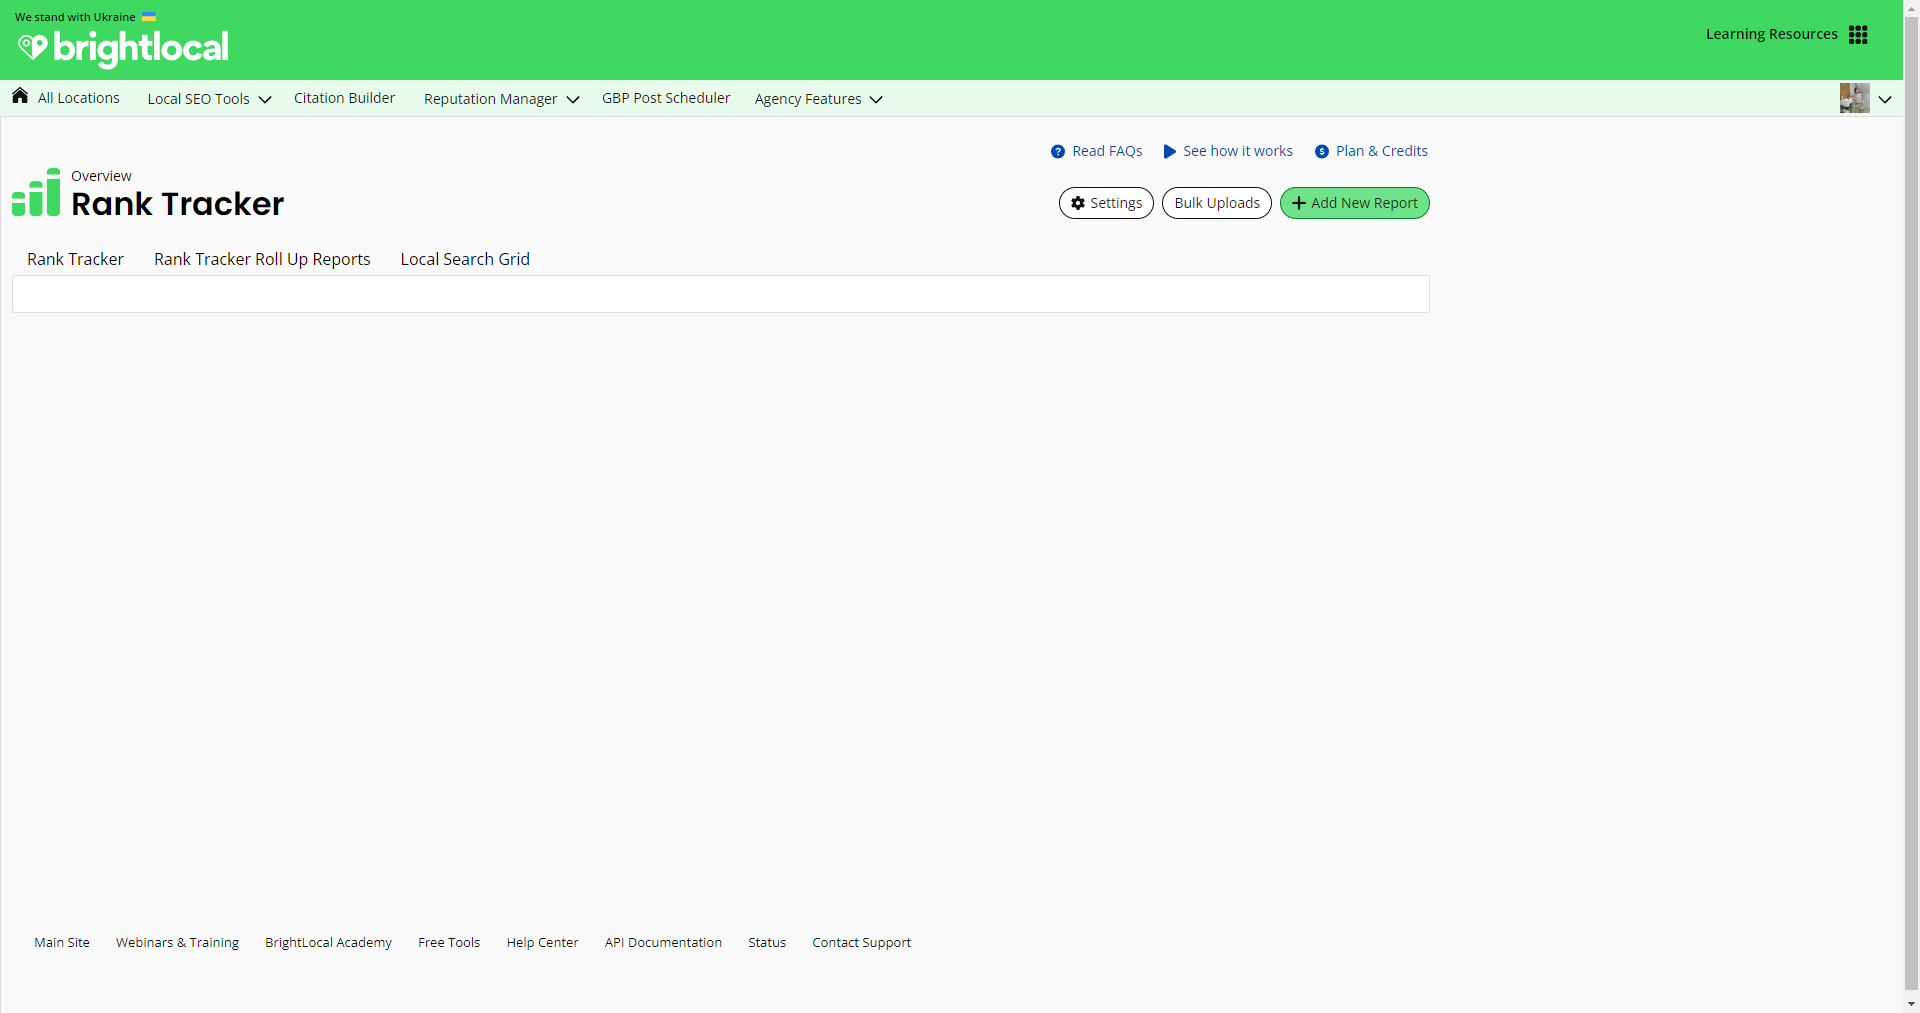 We stand with Ukraine
brightlocal
Learning Resources
All Locations
Local SEO Tools
Citation Builder
Reputation Manager
GBP Post Scheduler
Agency Features
Read FAQs
See how it works
Plan & Credits
Overview
Rank Tracker
Settings
Bulk Uploads
Add New Report
Rank Tracker
Rank Tracker Roll Up Reports
Local Search Grid
Main Site
Webinars & Training
BrightLocal Academy
Free Tools
Help Center
API Documentation
Status
Contact Support